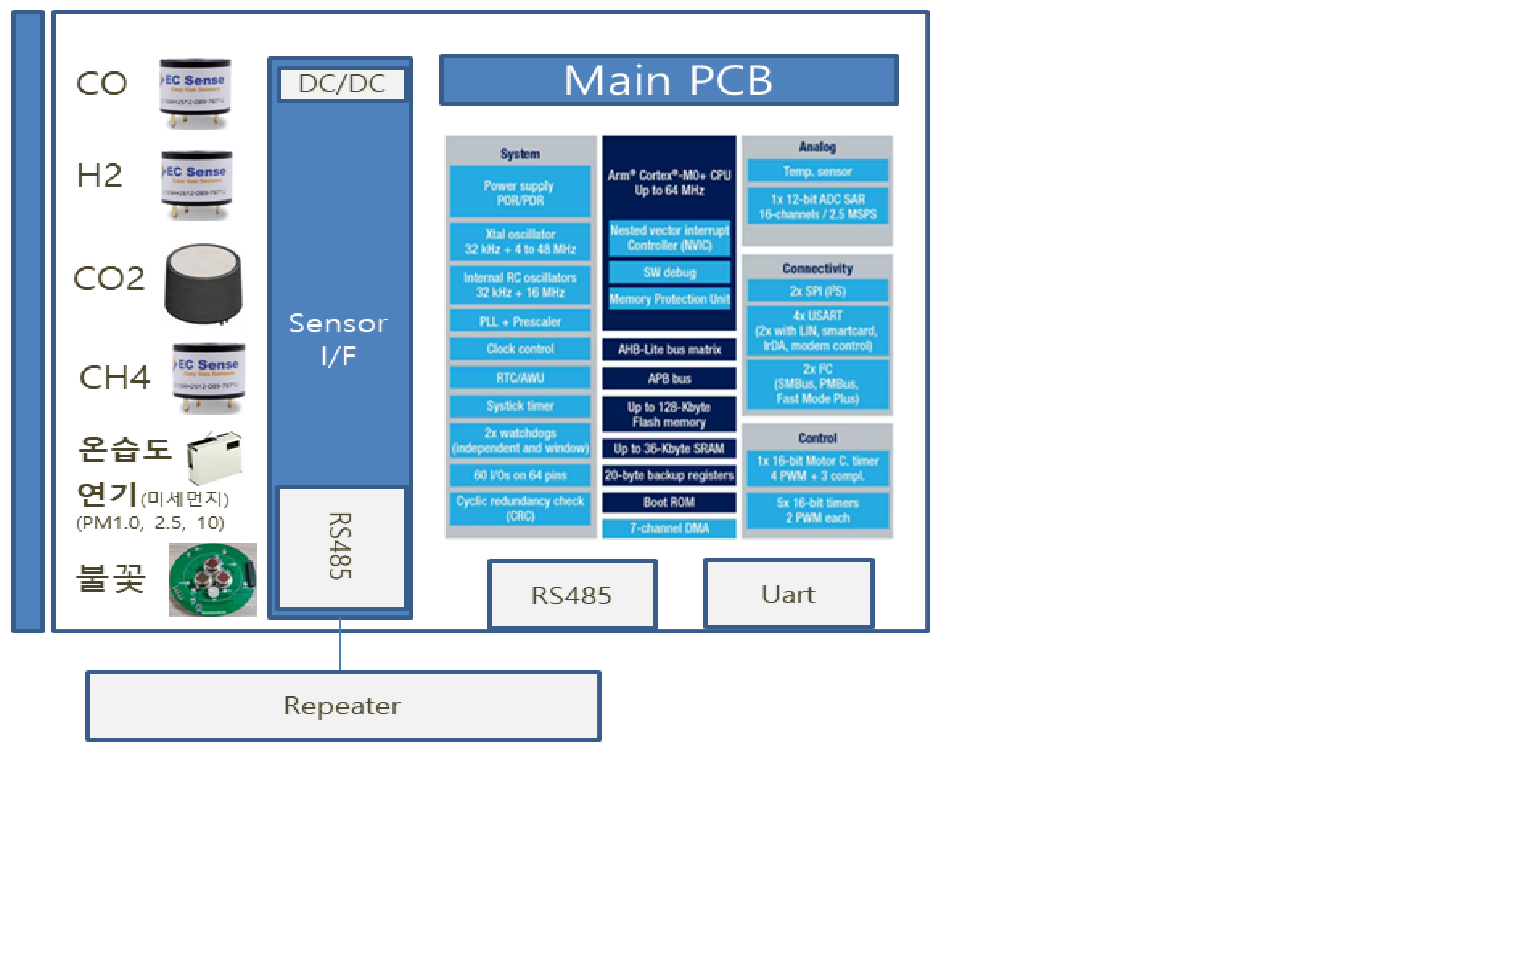 CO
EC Sense
Easy Gas Sensors
H2
EC Sense
Easy Gas Sensors
CO2
CH4
EC Sense
Easy Gas Sensors
온습도
연기(미세먼지)
(PM1.0, 2.5, 10)
불꽃
DC/DC
Sensor
I/F
RS485
Main PCB
System
Power supply
POR/PDR
Xtal oscillator
32 kHz + 4 to 48 MHz
Internal RC oscillators
32 kHz + 16 MHz
PLL + Prescaler
Clock control
RTC/AWU
Systick timer
2x watchdogs
(independent and window)
60 I/Os on 64 pins
Cyclic redundancy check
(CRC)
Arm® Cortex®-M0+ CPU
Up to 64 MHz
Nested vector interrupt
Controller (NVIC)
SW debug
Memory Protection Unit
AHB-Lite bus matrix
APB bus
Up to 128-Kbyte
Flash memory
Up to 36-Kbyte SRAM
20-byte backup registers
Boot ROM
7-channel DMA
Analog
Temp. sensor
1x 12-bit ADC SAR
16-channels / 2.5 MSPS
Connectivity
2x SPI (I²S)
4x USART
(2x with LIN, smartcard,
IrDA, modem control)
2x I²C
(SMBus, PMBus,
Fast Mode Plus)
Control
1x 16-bit Motor C. timer
4 PWM + 3 compl.
5x 16-bit timers
2 PWM each
RS485
Uart
Repeater